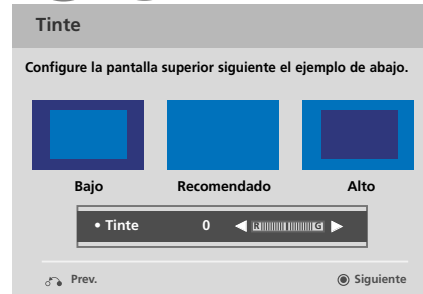 Tinte
Configure la pantalla superior siguiente el ejemplo de abajo.
Bajo Recomendado Alto
• Tinte 0 R G
Prev. Siguiente